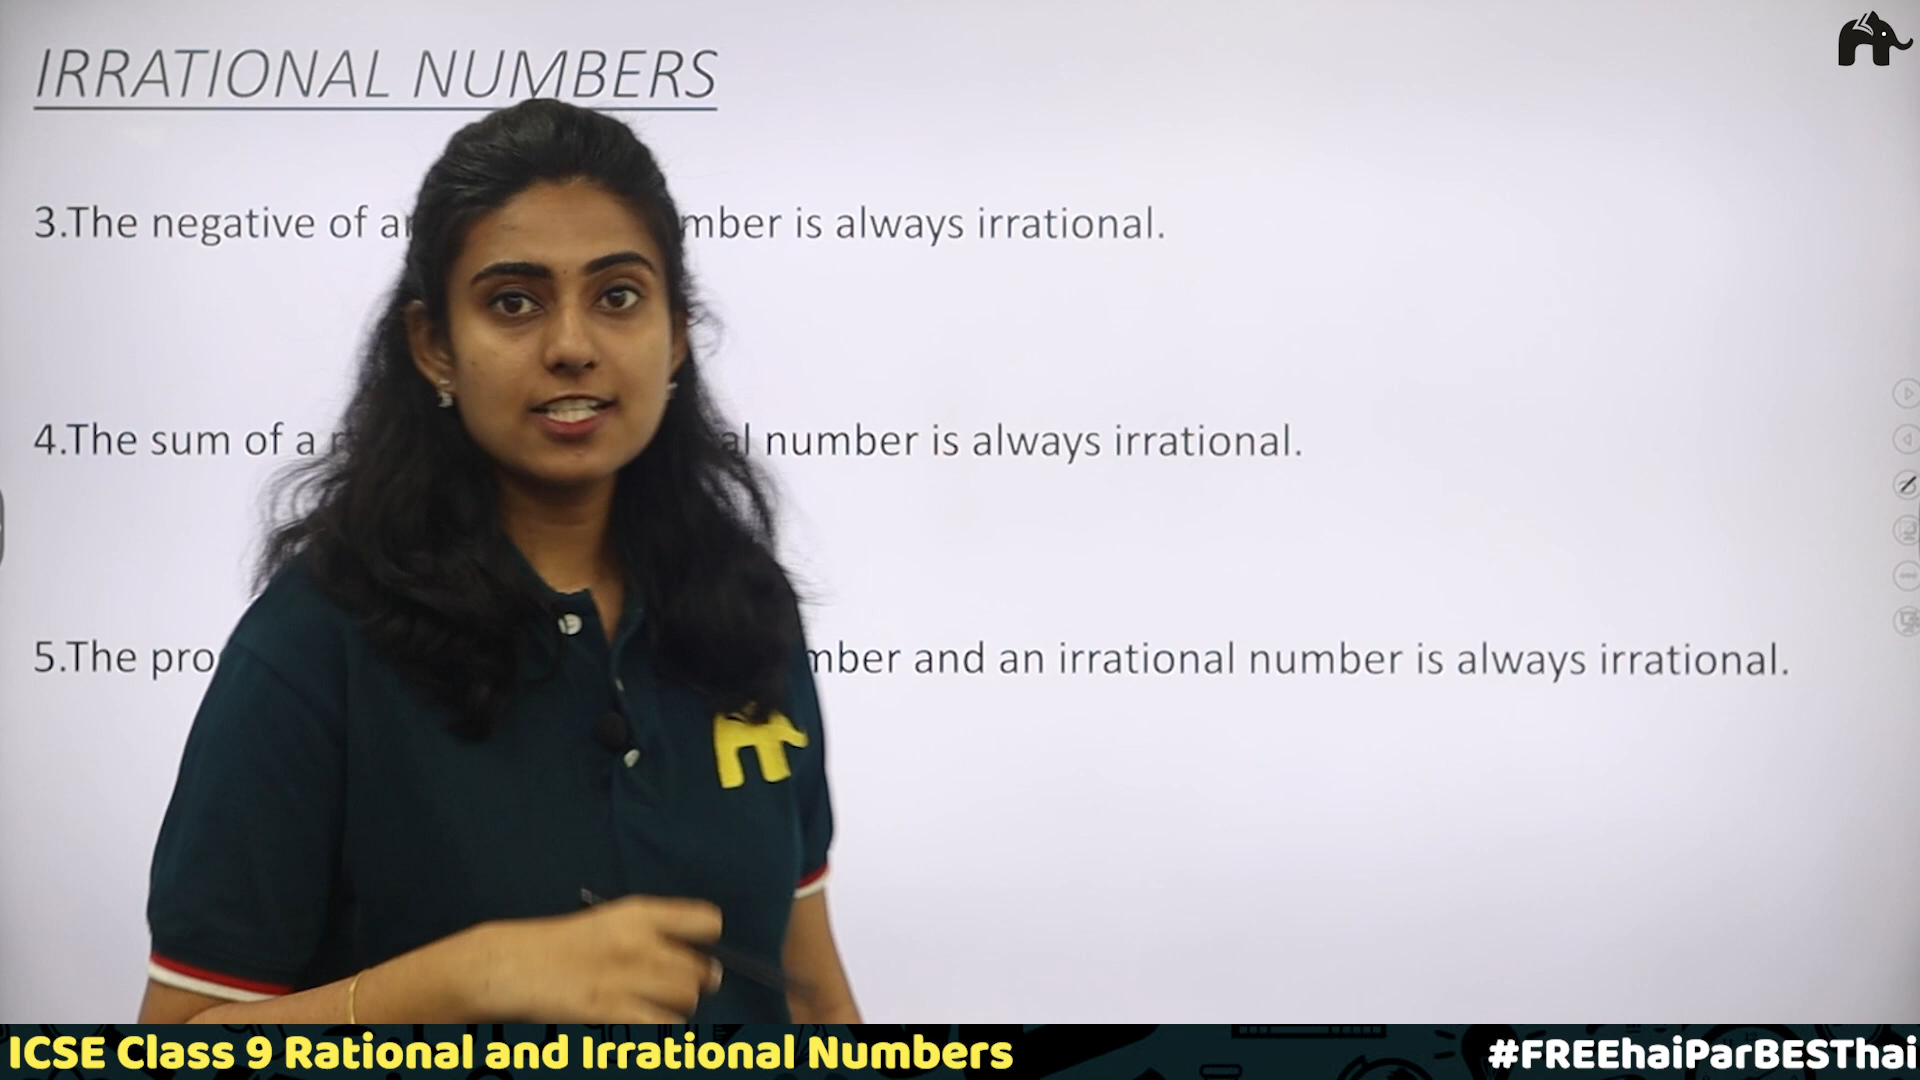 IRRATIONAL NUMBERS
3.The negative of an mber is always irrational.
4.The sum of a al number is always irrational.
5.The pro mber and an irrational number is always irrational.
ICSE Class 9 Rational and Irrational Numbers
#FREEhaiParBESThai